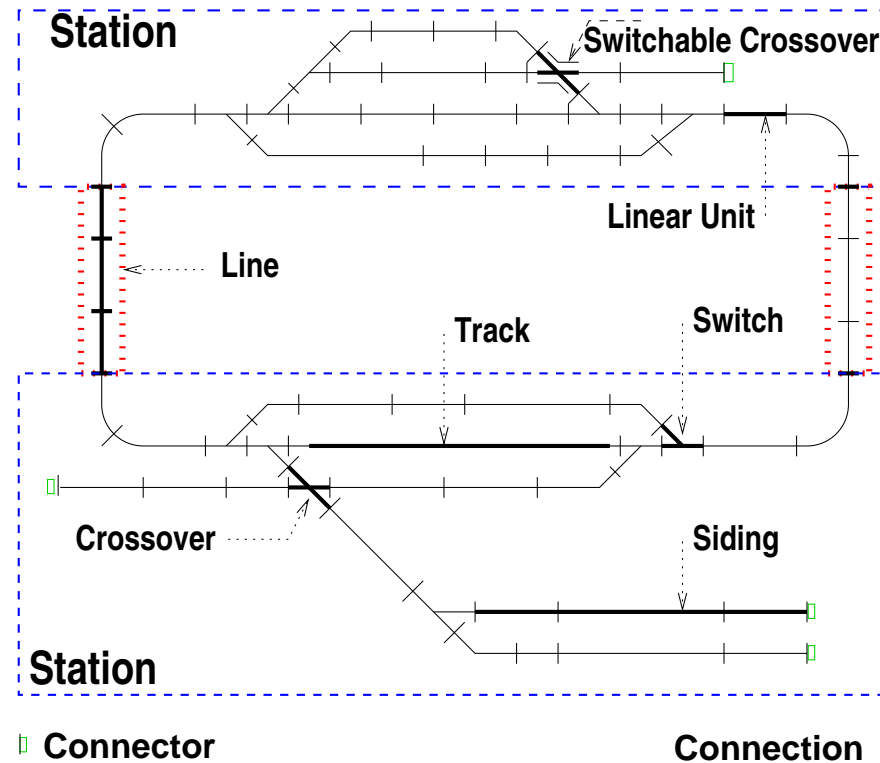 Station
Switchable Crossover
Linear Unit
Line
Track
Switch
Crossover
Siding
Station
Connector
Connection